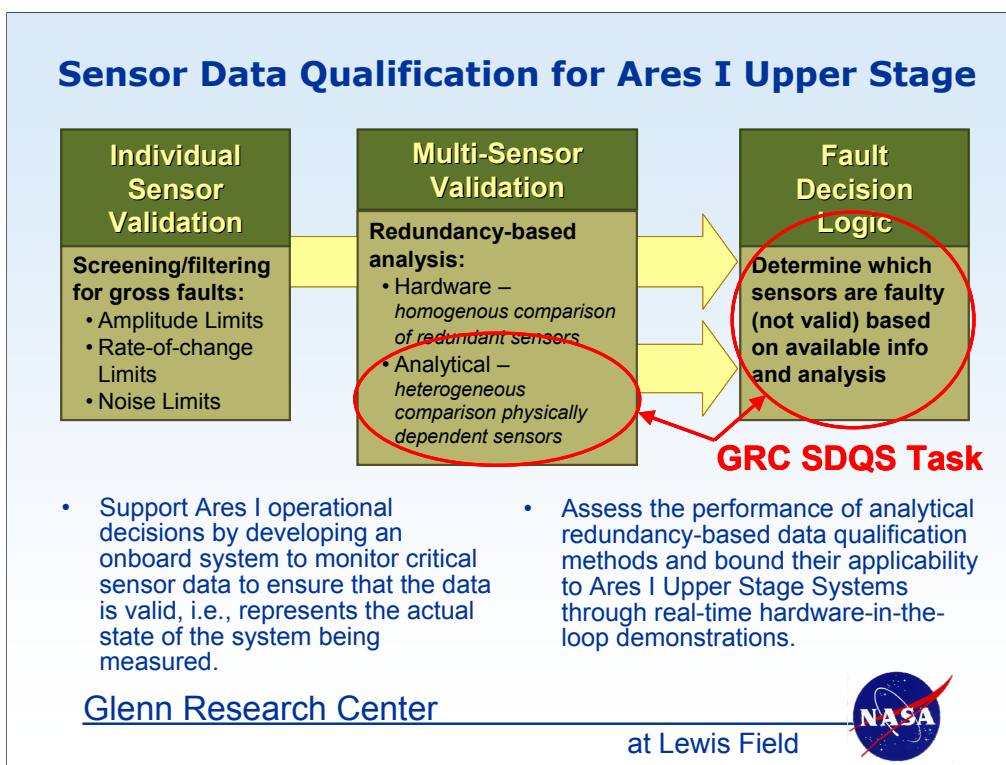 Sensor Data Qualification for Ares I Upper Stage
Individual
Sensor
Validation
Screening/filtering
for gross faults:
• Amplitude Limits
• Rate-of-change
Limits
• Noise Limits
Multi-Sensor
Validation
Redundancy-based
analysis:
• Hardware –
homogenous comparison
of redundant sensors
• Analytical –
heterogeneous
comparison physically
dependent sensors
Fault
Decision
Logic
Determine which
sensors are faulty
(not valid) based
on available info
and analysis
GRC SDQS Task
• Support Ares I operational
decisions by developing an
onboard system to monitor critical
sensor data to ensure that the data
is valid, i.e., represents the actual
state of the system being
measured.
• Assess the performance of analytical
redundancy-based data qualification
methods and bound their applicability
to Ares I Upper Stage Systems
through real-time hardware-in-the-
loop demonstrations.
Glenn Research Center
at Lewis Field
NASA